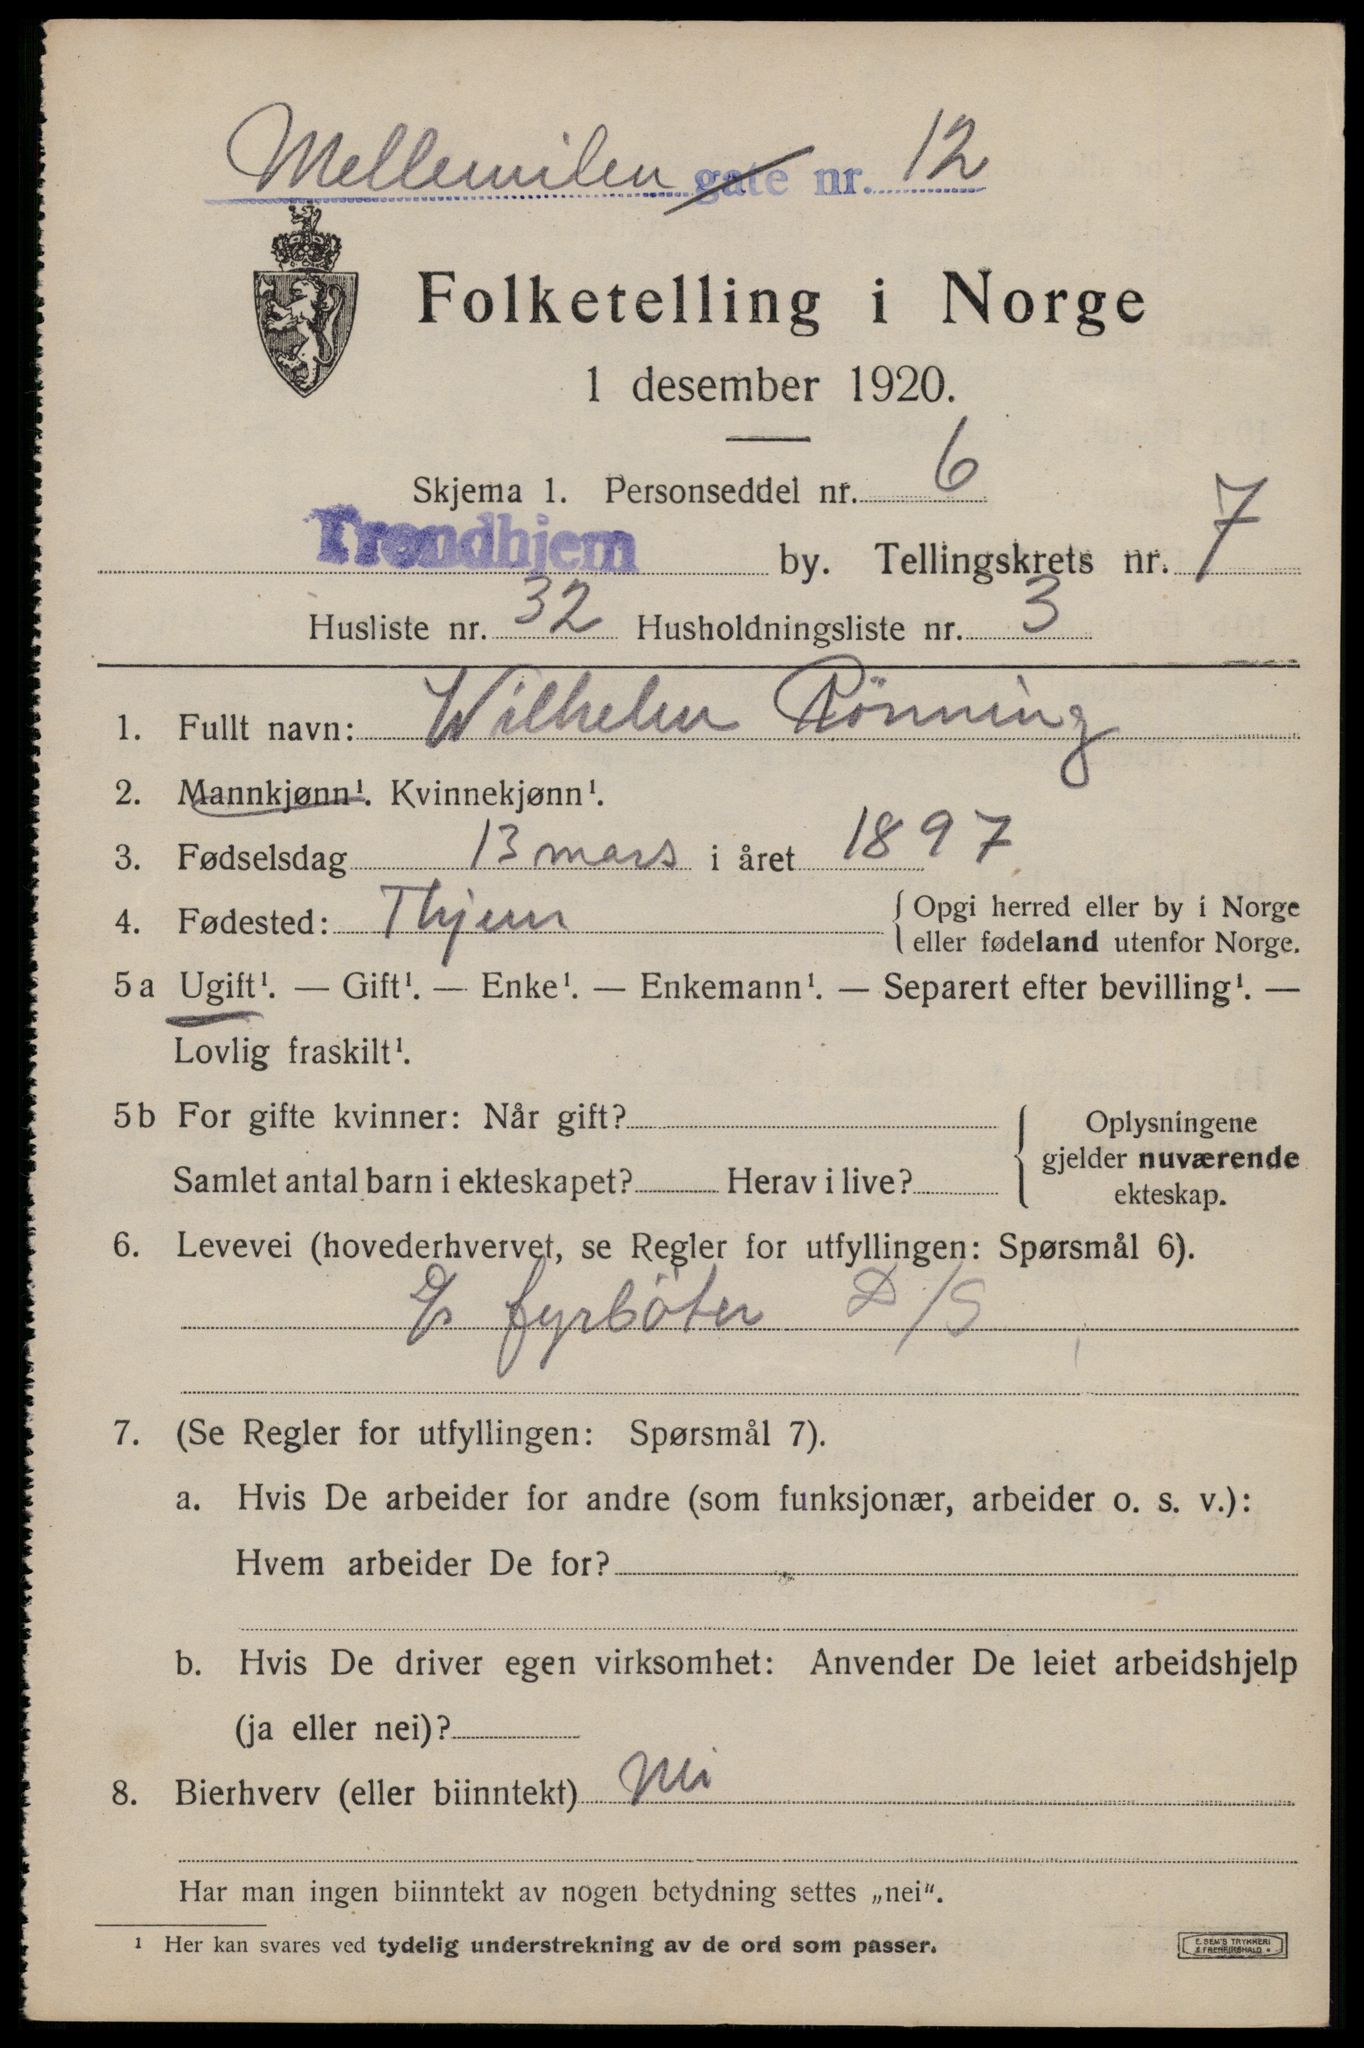 Mellemilen gate nr. 12
Folketelling i Norge
1 desember 1920.
Skjema 1. Personseddel nr. 6
Trondhjem by. Tellingskrets nr. 7
Husliste nr. 32 Husholdningsliste nr. 3
1. Fullt navn: Wilhelm Rönning
2. Mannkjønn¹. Kvinnekjønn¹.
3. Fødselsdag 13 mars i året 1897
4. Fødested: Thjem { Opgi herred eller by i Norge
eller fødeland utenfor Norge.
5a Ugift¹. — Gift¹. — Enke¹. — Enkemann¹. — Separert efter bevilling¹. —
Lovlig fraskilt¹.
5b For gifte kvinner: Når gift?
Samlet antal barn i ekteskapet? Herav i live?
{ Oplysningene
gjelder nuværende
ekteskap.
6. Levevei (hovederhvervet, se Regler for utfyllingen: Spørsmål 6).
fyrböter D/S
7. (Se Regler for utfyllingen: Spørsmål 7).
a. Hvis De arbeider for andre (som funksjonær, arbeider o. s. v.):
Hvem arbeider De for?
b. Hvis De driver egen virksomhet: Anvender De leiet arbeidshjelp
(ja eller nei)?
8. Bierhverv (eller biinntekt) Nei
Har man ingen biinntekt av nogen betydning settes „nei“.
¹ Her kan svares ved tydelig understrekning av de ord som passer.
E. SEM'S TRYKKERI
FREDRIKSHALD